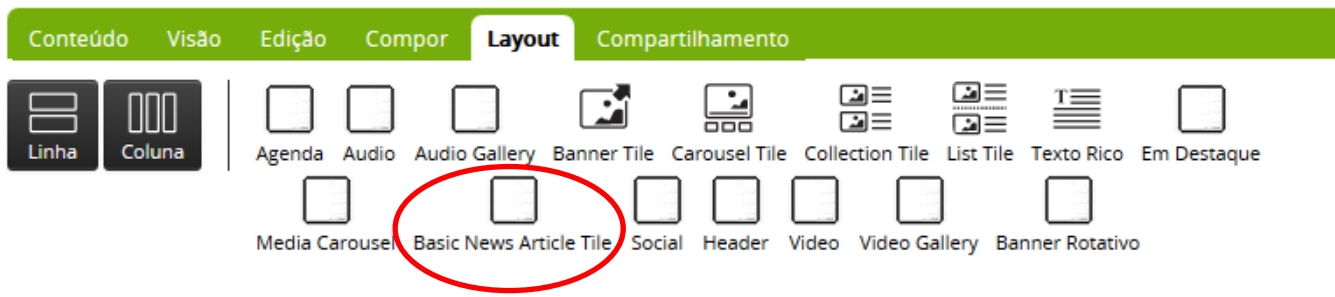 Conteúdo Visão Edição Compor Layout Compartilhamento
Linha Coluna Agenda Audio Audio Gallery Banner Tile Carousel Tile Collection Tile List Tile Texto Rico Em Destaque
Media Carousel Basic News Article Tile Social Header Video Video Gallery Banner Rotativo